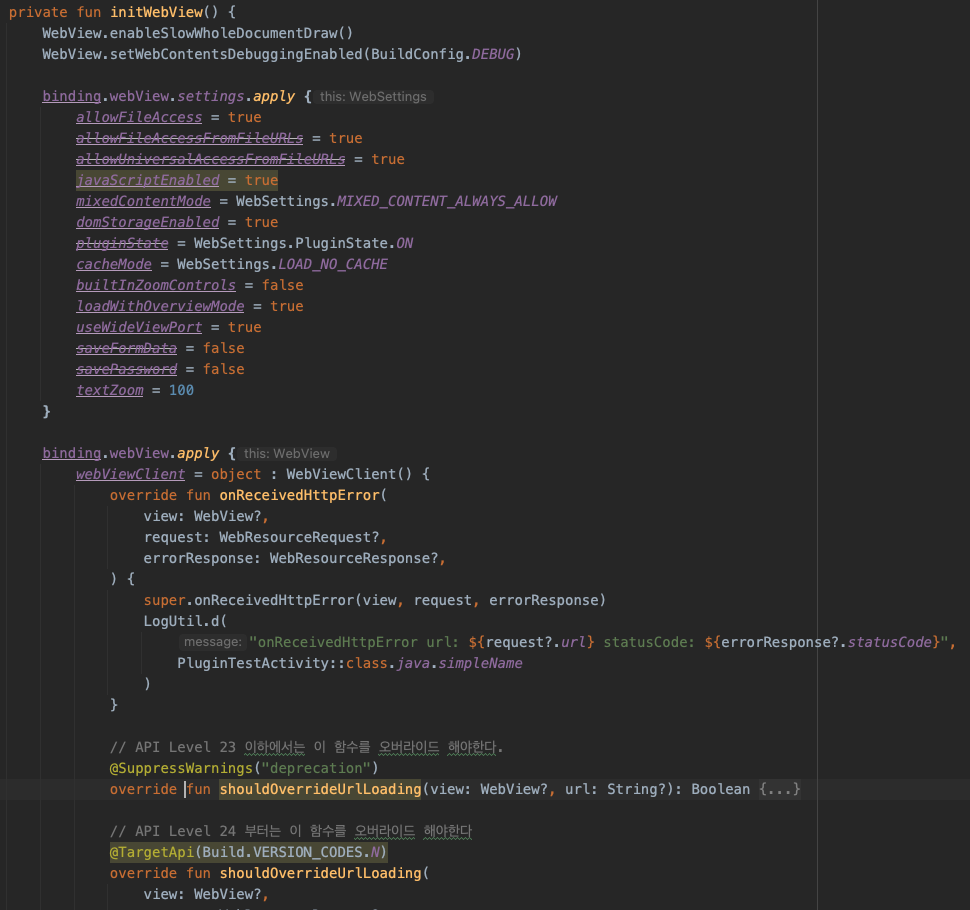 private fun initWebView() {
WebView.enableSlowWholeDocumentDraw()
WebView.setWebContentsDebuggingEnabled(BuildConfig.DEBUG)
binding.webView.settings.apply { this: WebSettings
allowFileAccess = true
allowFileAccessFromFileURLs = true
allowUniversalAccessFromFileURLs = true
javaScriptEnabled = true
mixedContentMode = WebSettings.MIXED_CONTENT_ALWAYS_ALLOW
domStorageEnabled = true
pluginState = WebSettings.PluginState.ON
cacheMode = WebSettings.LOAD_NO_CACHE
builtInZoomControls = false
loadWithOverviewMode = true
useWideViewPort = true
saveFormData = false
savePassword = false
textZoom = 100
}
binding.webView.apply { this: WebView
webViewClient = object : WebViewClient() {
override fun onReceivedHttpError(
view: WebView?,
request: WebResourceRequest?,
errorResponse: WebResourceResponse?,
) {
super.onReceivedHttpError(view, request, errorResponse)
LogUtil.d(
message: "onReceivedHttpError url: ${request?.url} statusCode: ${errorResponse?.statusCode}",
PluginTestActivity::class.java.simpleName
)
}
// API Level 23 이하에서는 이 함수를 오버라이드 해야한다.
@SuppressWarnings("deprecation")
override fun shouldOverrideUrlLoading(view: WebView?, url: String?): Boolean {...}
// API Level 24 부터는 이 함수를 오버라이드 해야한다
@TargetApi(Build.VERSION_CODES.N)
override fun shouldOverrideUrlLoading(
view: WebView?,